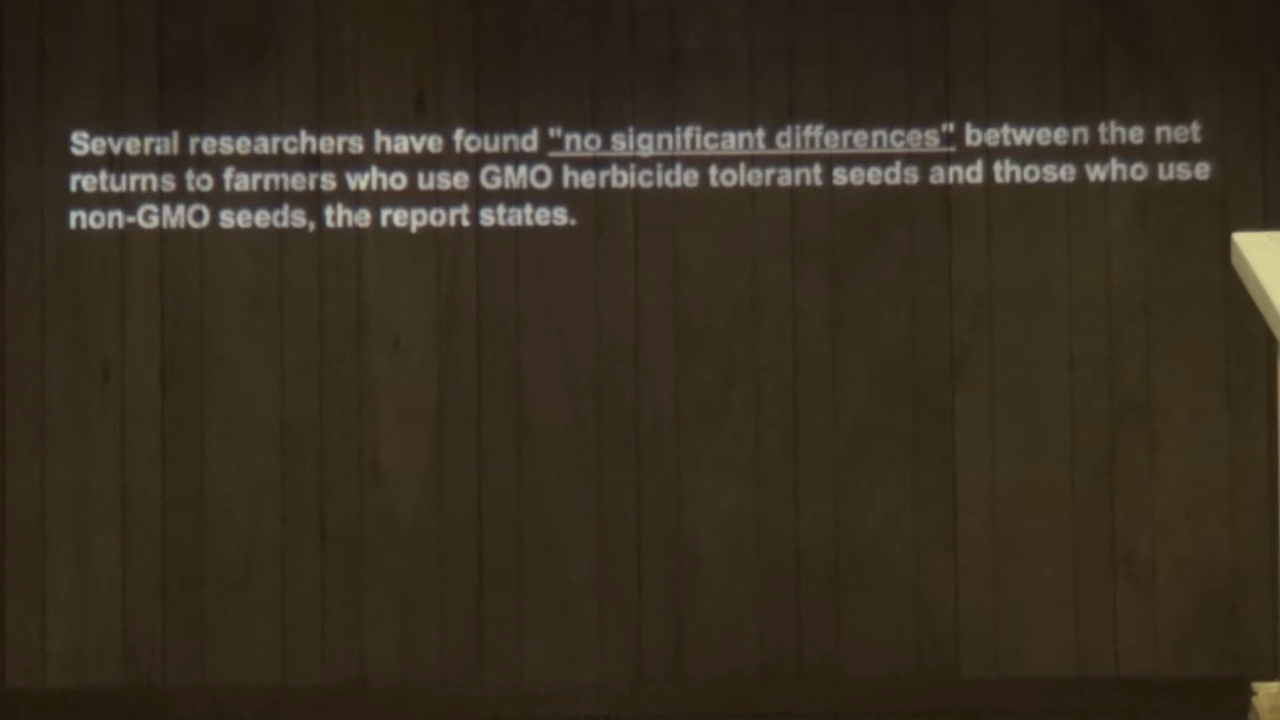 Several researchers have found "no significant differences" between the net
returns to farmers who use GMO herbicide tolerant seeds and those who use
non-GMO seeds, the report states.